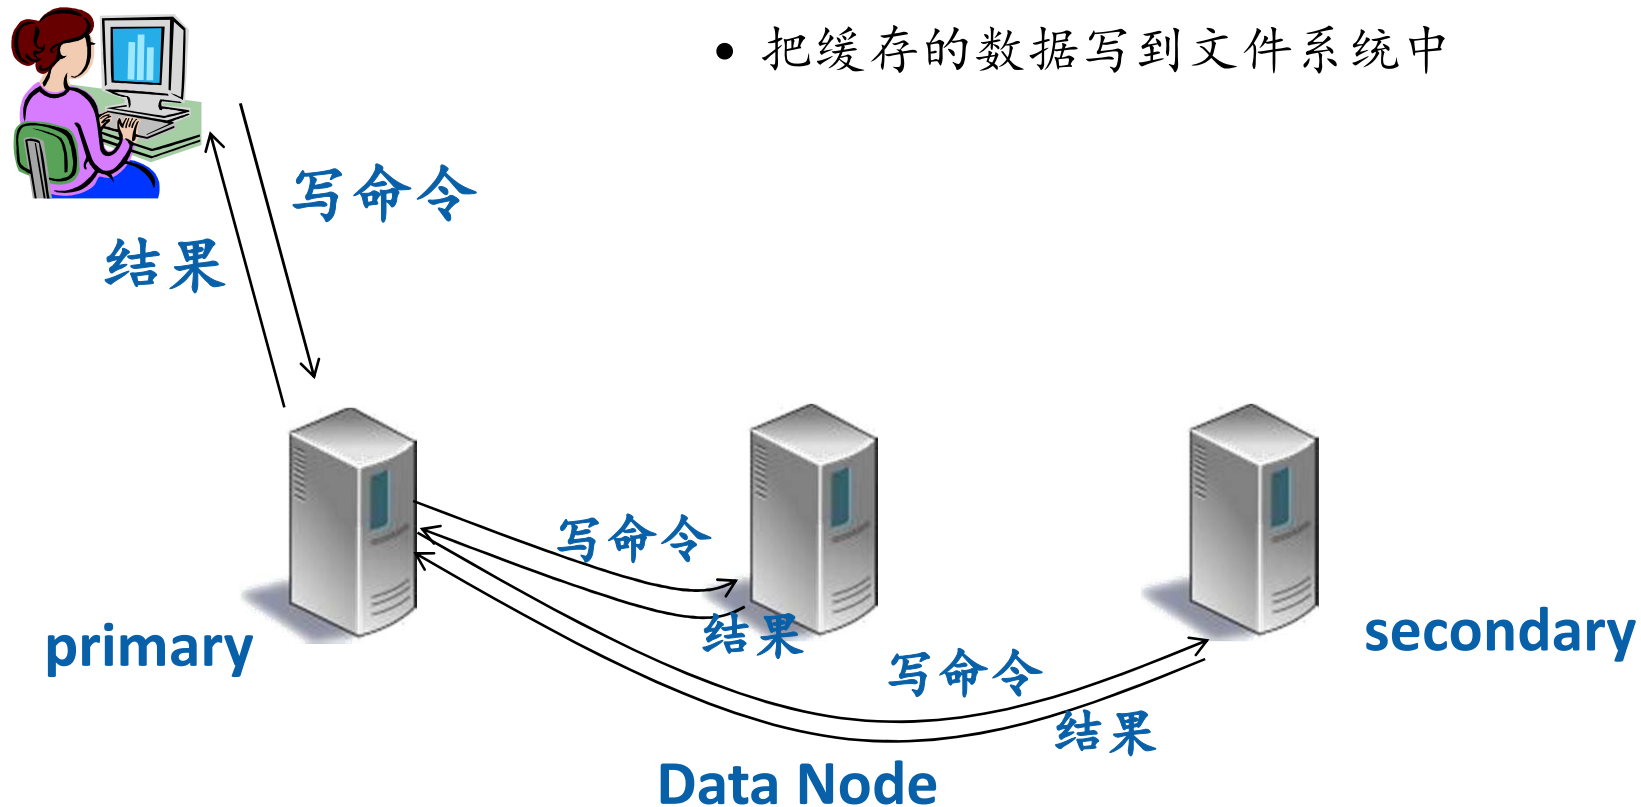 • 把缓存的数据写到文件系统中
写命令
结果
写命令
结果
primary
secondary
写命令
结果
Data Node